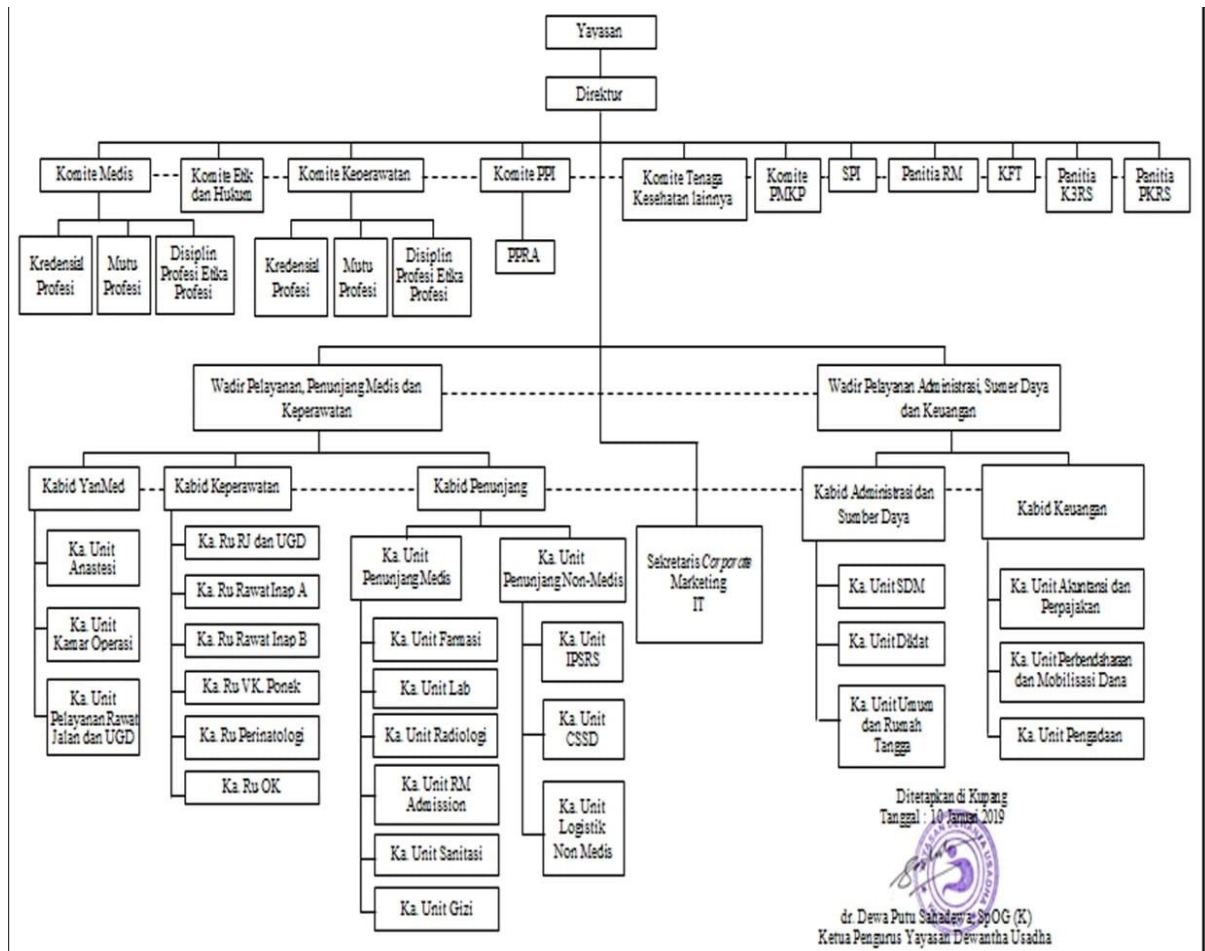 Yayasan
Direktur
Komite Medis
Komite Etik
dan Hukum
Komite Keperawatan
Komite PPI
Komite Tenaga
Kesehatan lainnya
Komite
PMKP
SPI
Panitia RM
KFT
Panitia
K3RS
Panitia
PKRS
Kredensial
Profesi
Mutu
Profesi
Disiplin
Profesi Etika
Profesi
Kredensial
Profesi
Mutu
Profesi
Disiplin
Profesi Etika
Profesi
PPRA
Wadir Pelayanan, Penunjang Medis dan
Keperawatan
Wadir Pelayanan Administrasi, Sumer Daya
dan Keuangan
Kabid YanMed
Kabid Keperawatan
Kabid Penunjang
Kabid Administrasi dan
Sumber Daya
Kabid Keuangan
Ka. Unit
Anastesi
Ka. Unit
Kamar Operasi
Ka. Unit
Pelayanan Rawat
Jalan dan UGD
Ka. Ru RJ dan UGD
Ka. Ru Rawat Inap A
Ka. Ru Rawat Inap B
Ka. Ru VK. Ponek
Ka. Ru Perinatologi
Ka. Ru OK
Ka. Unit
Penunjang Medis
Ka. Unit Farmasi
Ka. Unit Lab
Ka. Unit Radiologi
Ka. Unit RM
Admission
Ka. Unit Sanitasi
Ka. Unit Gizi
Ka. Unit
Penunjang Non-Medis
Ka. Unit
IPSRS
Ka. Unit
CSSD
Ka. Unit
Logistik
Non Medis
Sekretaris Corporate
Marketing
IT
Ka. Unit SDM
Ka. Unit Diklat
Ka. Unit Umum
dan Rumah
Tangga
Ka. Unit Akuntansi dan
Perpajakan
Ka. Unit Perbendaharaan
dan Mobilisasi Dana
Ka. Unit Pengadaan
Ditetapkan di Kupang
Tanggal : 10 Januari 2019
YAYASAN DEWANTHA USADHA
dr. Dewa Putu Sahadewa, SpOG (K)
Ketua Pengurus Yayasan Dewantha Usadha